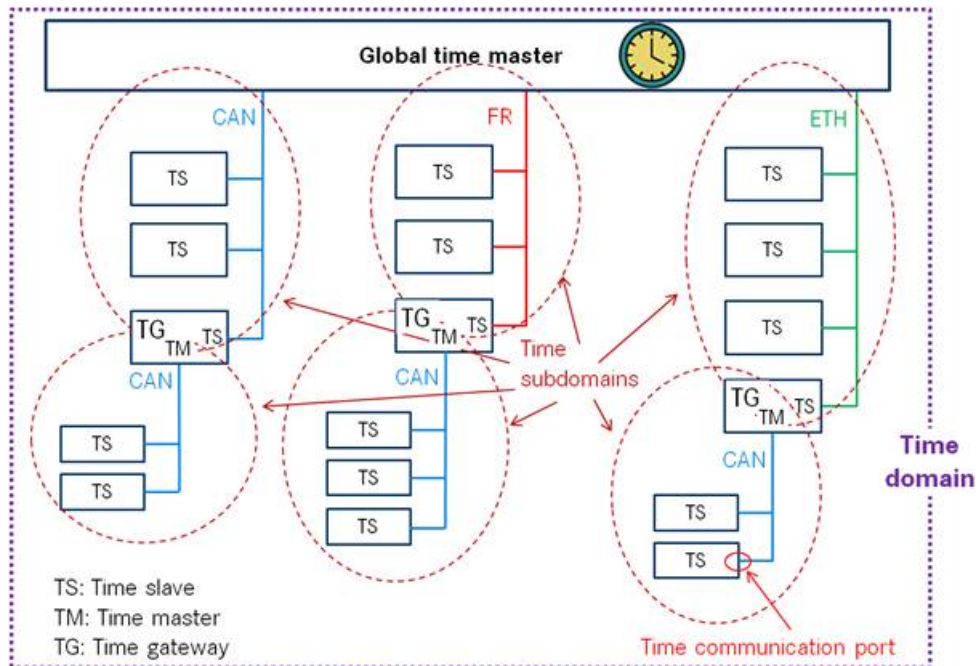 Global time master
CAN
FR
ETH
TS
TS
TS
TS
TS
TS
TS
TG
TM
TS
TG
TM
TS
TG
TM
TS
Time
subdomains
CAN
CAN
CAN
TS
TS
TS
TS
TS
TS
TS
Time
domain
TS: Time slave
TM: Time master
TG: Time gateway
Time communication port